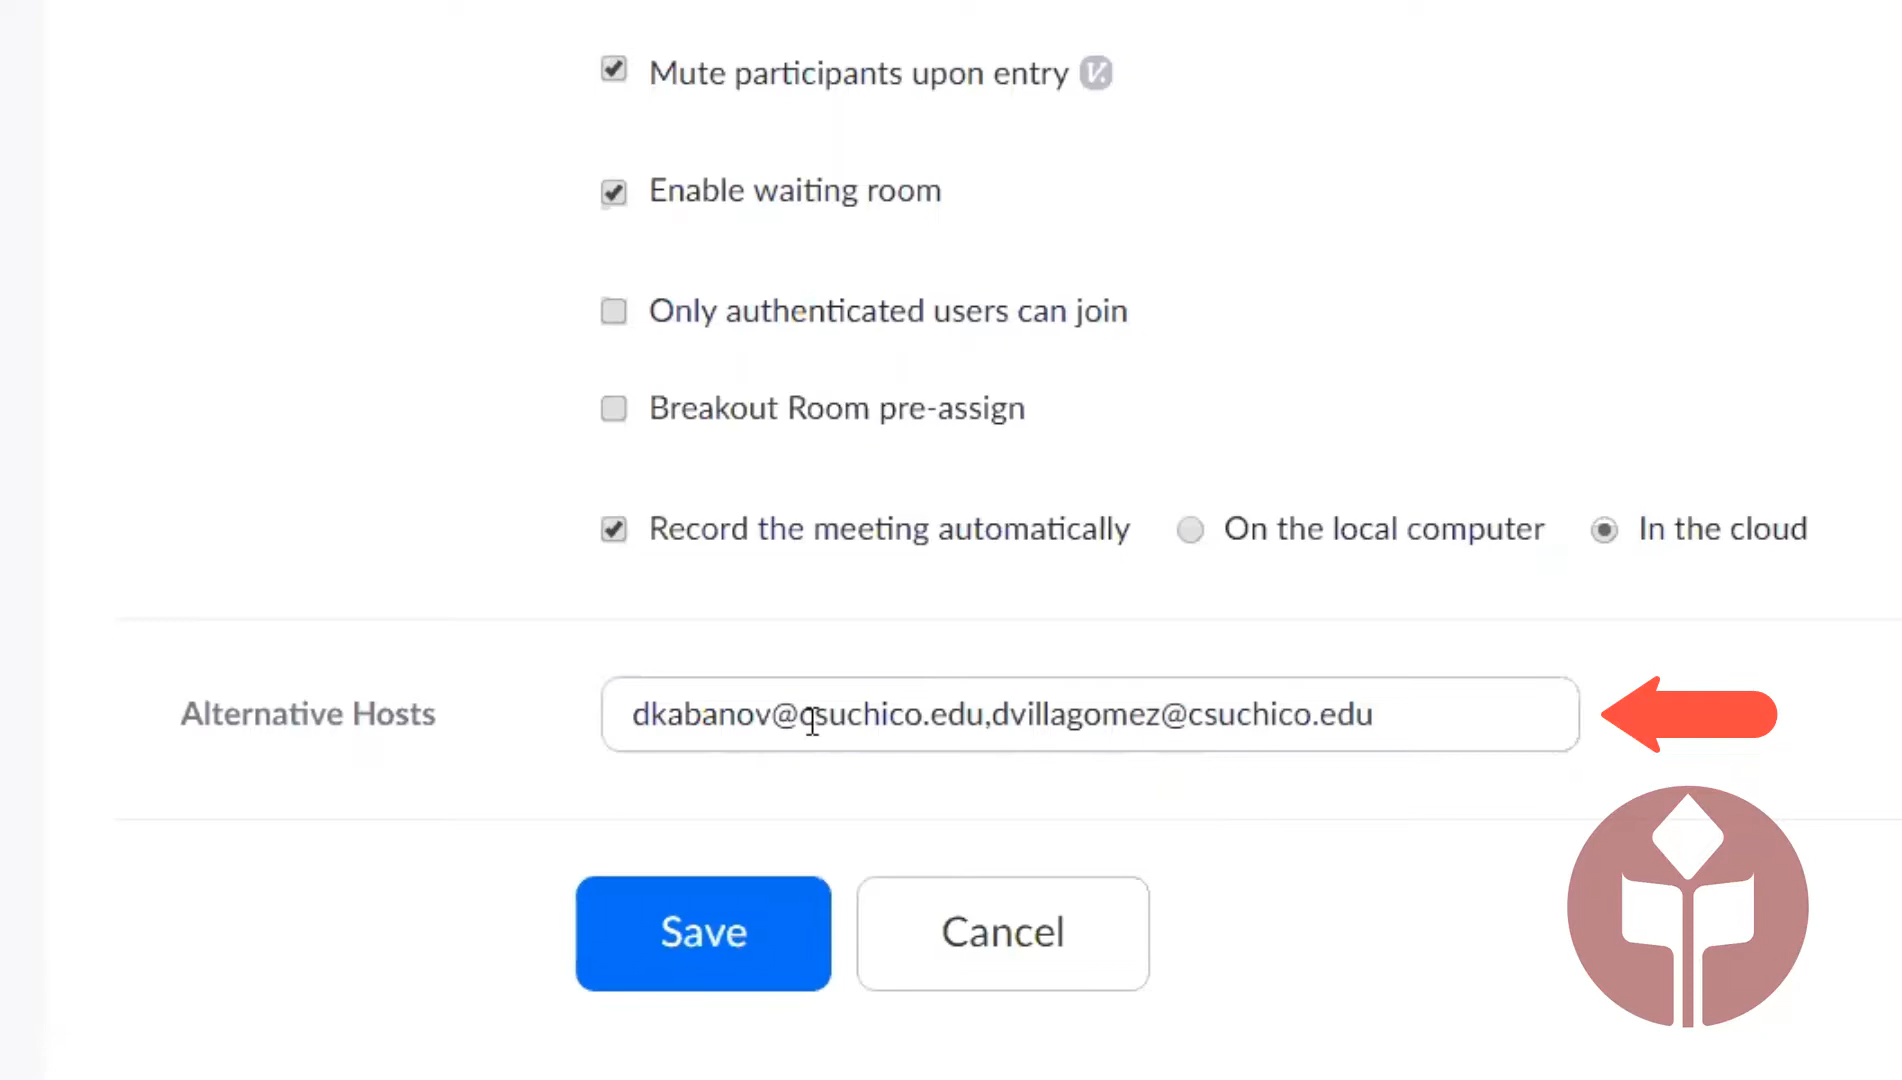 Mute participants upon entry
Enable waiting room
Only authenticated users can join
Breakout Room pre-assign
Record the meeting automatically On the local computer In the cloud
Alternative Hosts dkabanov@csuchico.edu,dvillagomez@csuchico.edu
Save Cancel